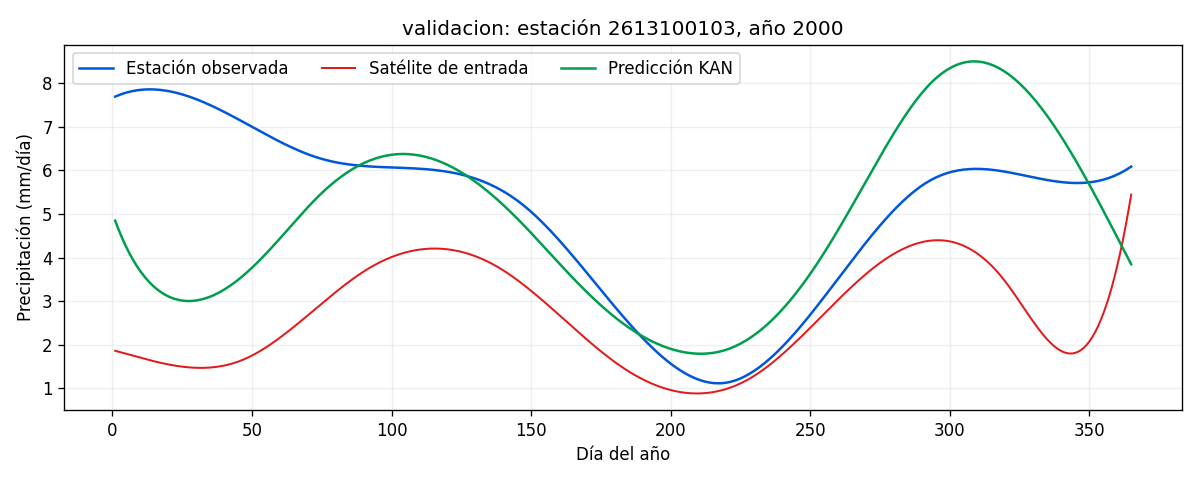 validacion: estación 2613100103, año 2000
Estación observada
Satélite de entrada
Predicción KAN
Precipitación (mm/día)
8
7
6
5
4
3
2
1
0
50
100
150
200
250
300
350
Día del año